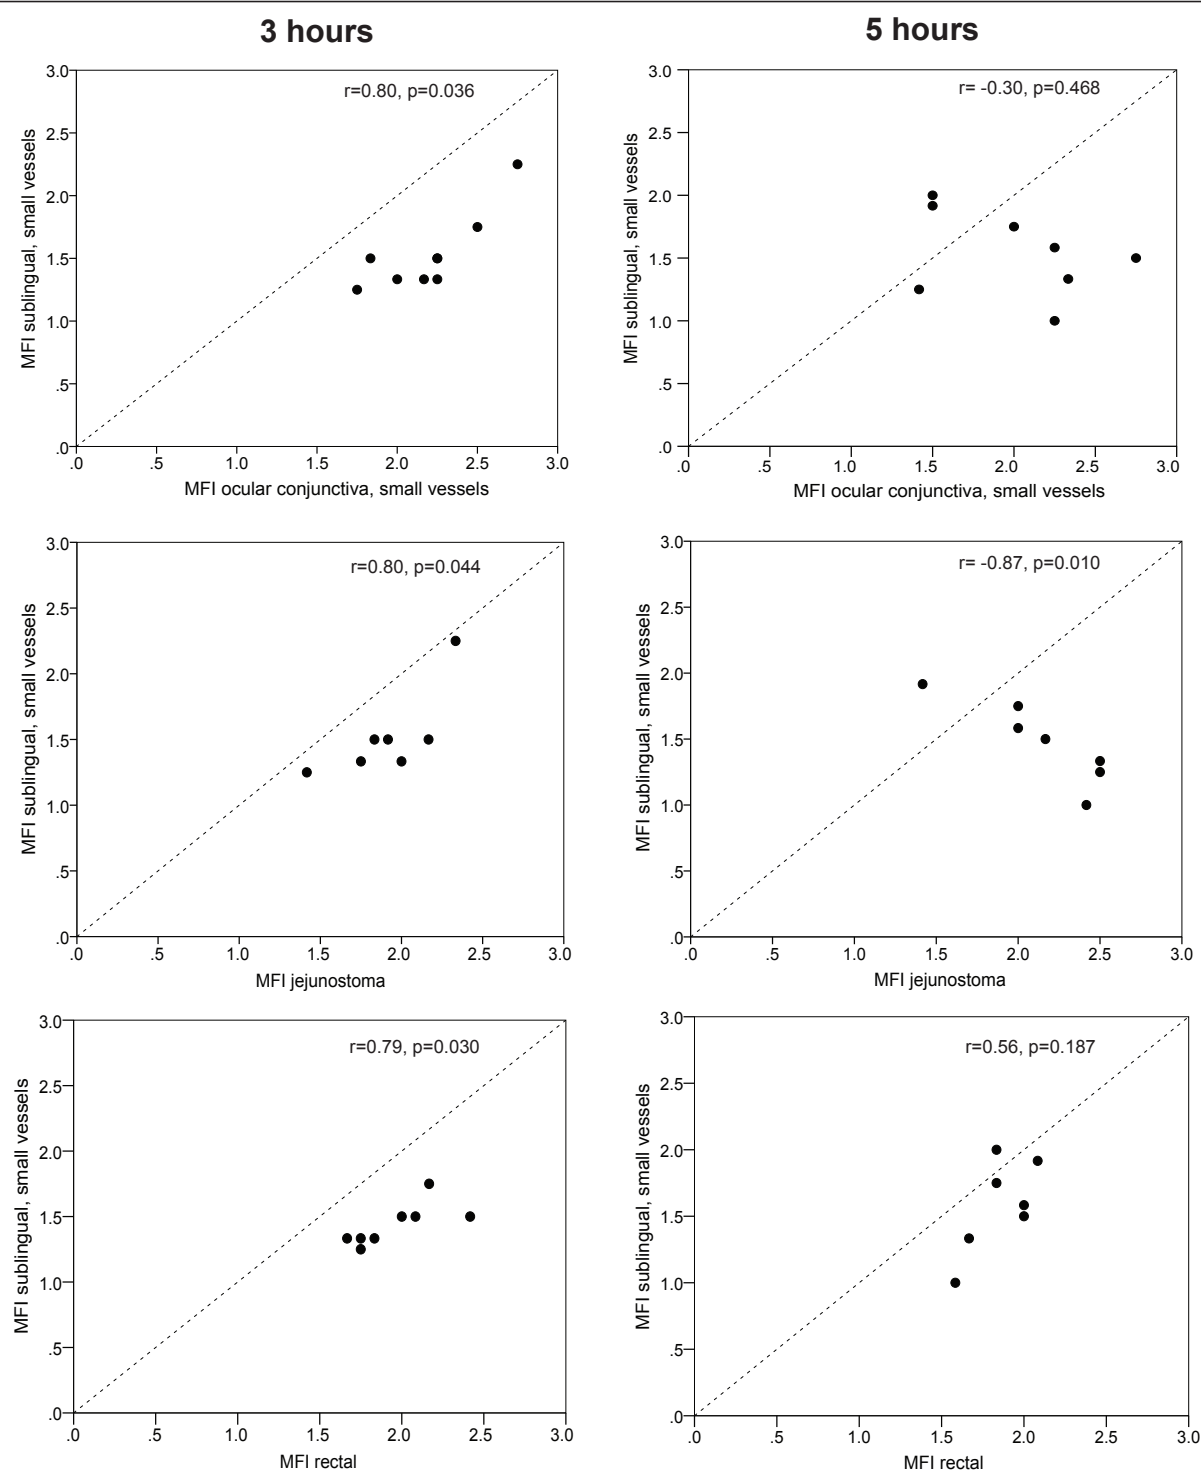 3 hours
5 hours
r=0.80, p=0.036
MFI sublingual, small vessels
3.0
2.5
2.0
1.5
1.0
.5
.0
.0 .5 1.0 1.5 2.0 2.5 3.0
MFI ocular conjunctiva, small vessels
r= -0.30, p=0.468
MFI sublingual, small vessels
3.0
2.5
2.0
1.5
1.0
.5
.0
.0 .5 1.0 1.5 2.0 2.5 3.0
MFI ocular conjunctiva, small vessels
r=0.80, p=0.044
MFI sublingual, small vessels
3.0
2.5
2.0
1.5
1.0
.5
.0
.0 .5 1.0 1.5 2.0 2.5 3.0
MFI jejunostoma
r= -0.87, p=0.010
MFI sublingual, small vessels
3.0
2.5
2.0
1.5
1.0
.5
.0
.0 .5 1.0 1.5 2.0 2.5 3.0
MFI jejunostoma
r=0.79, p=0.030
MFI sublingual, small vessels
3.0
2.5
2.0
1.5
1.0
.5
.0
.0 .5 1.0 1.5 2.0 2.5 3.0
MFI rectal
r=0.56, p=0.187
MFI sublingual, small vessels
3.0
2.5
2.0
1.5
1.0
.5
.0
.0 .5 1.0 1.5 2.0 2.5 3.0
MFI rectal